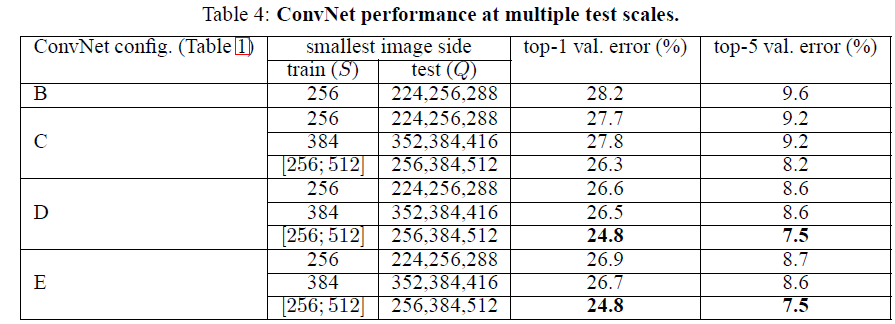 Table 4: ConvNet performance at multiple test scales.
ConvNet config. (Table 1) smallest image side top-1 val. error (%) top-5 val. error (%)
train (S) test (Q)
B 256 224,256,288 28.2 9.6
256 224,256,288 27.7 9.2
C 384 352,384,416 27.8 9.2
[256; 512] 256,384,512 26.3 8.2
256 224,256,288 26.6 8.6
D 384 352,384,416 26.5 8.6
[256; 512] 256,384,512 24.8 7.5
256 224,256,288 26.9 8.7
E 384 352,384,416 26.7 8.6
[256; 512] 256,384,512 24.8 7.5